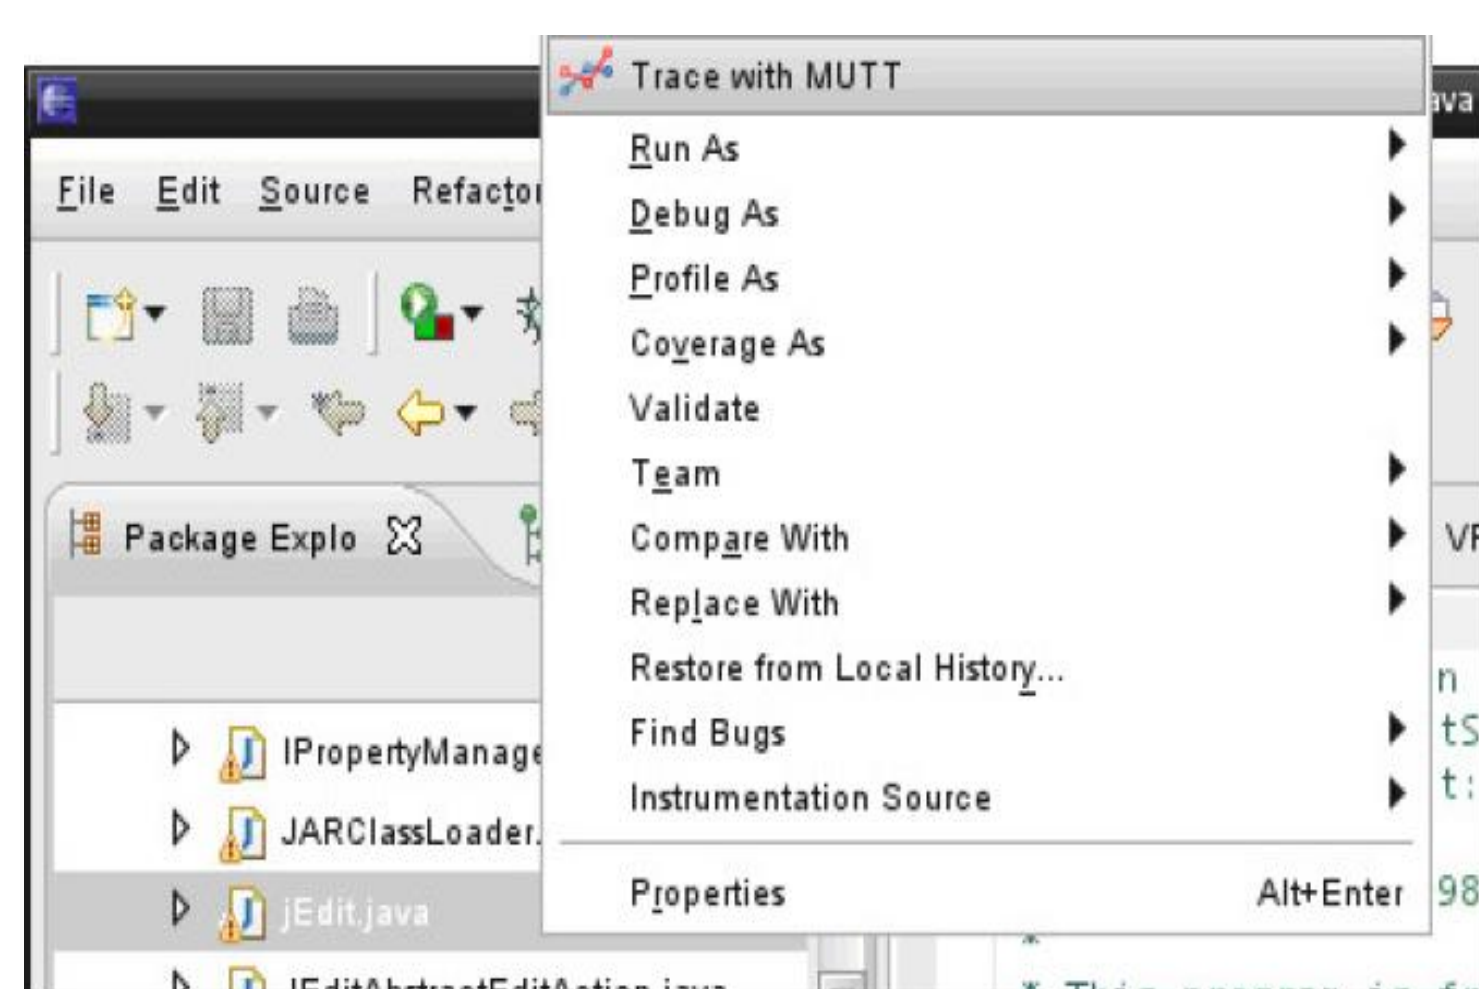 Trace with MUTT
ava
File Edit Source Refactor
Run As
Debug As
Profile As
Coverage As
Validate
Team
Compare With
Replace With
Restore from Local History...
Find Bugs
Instrumentation Source
Properties Alt+Enter
Package Explo
IPropertyManage
JARClassLoader.
jEdit.java
n
tS
t:
98
*